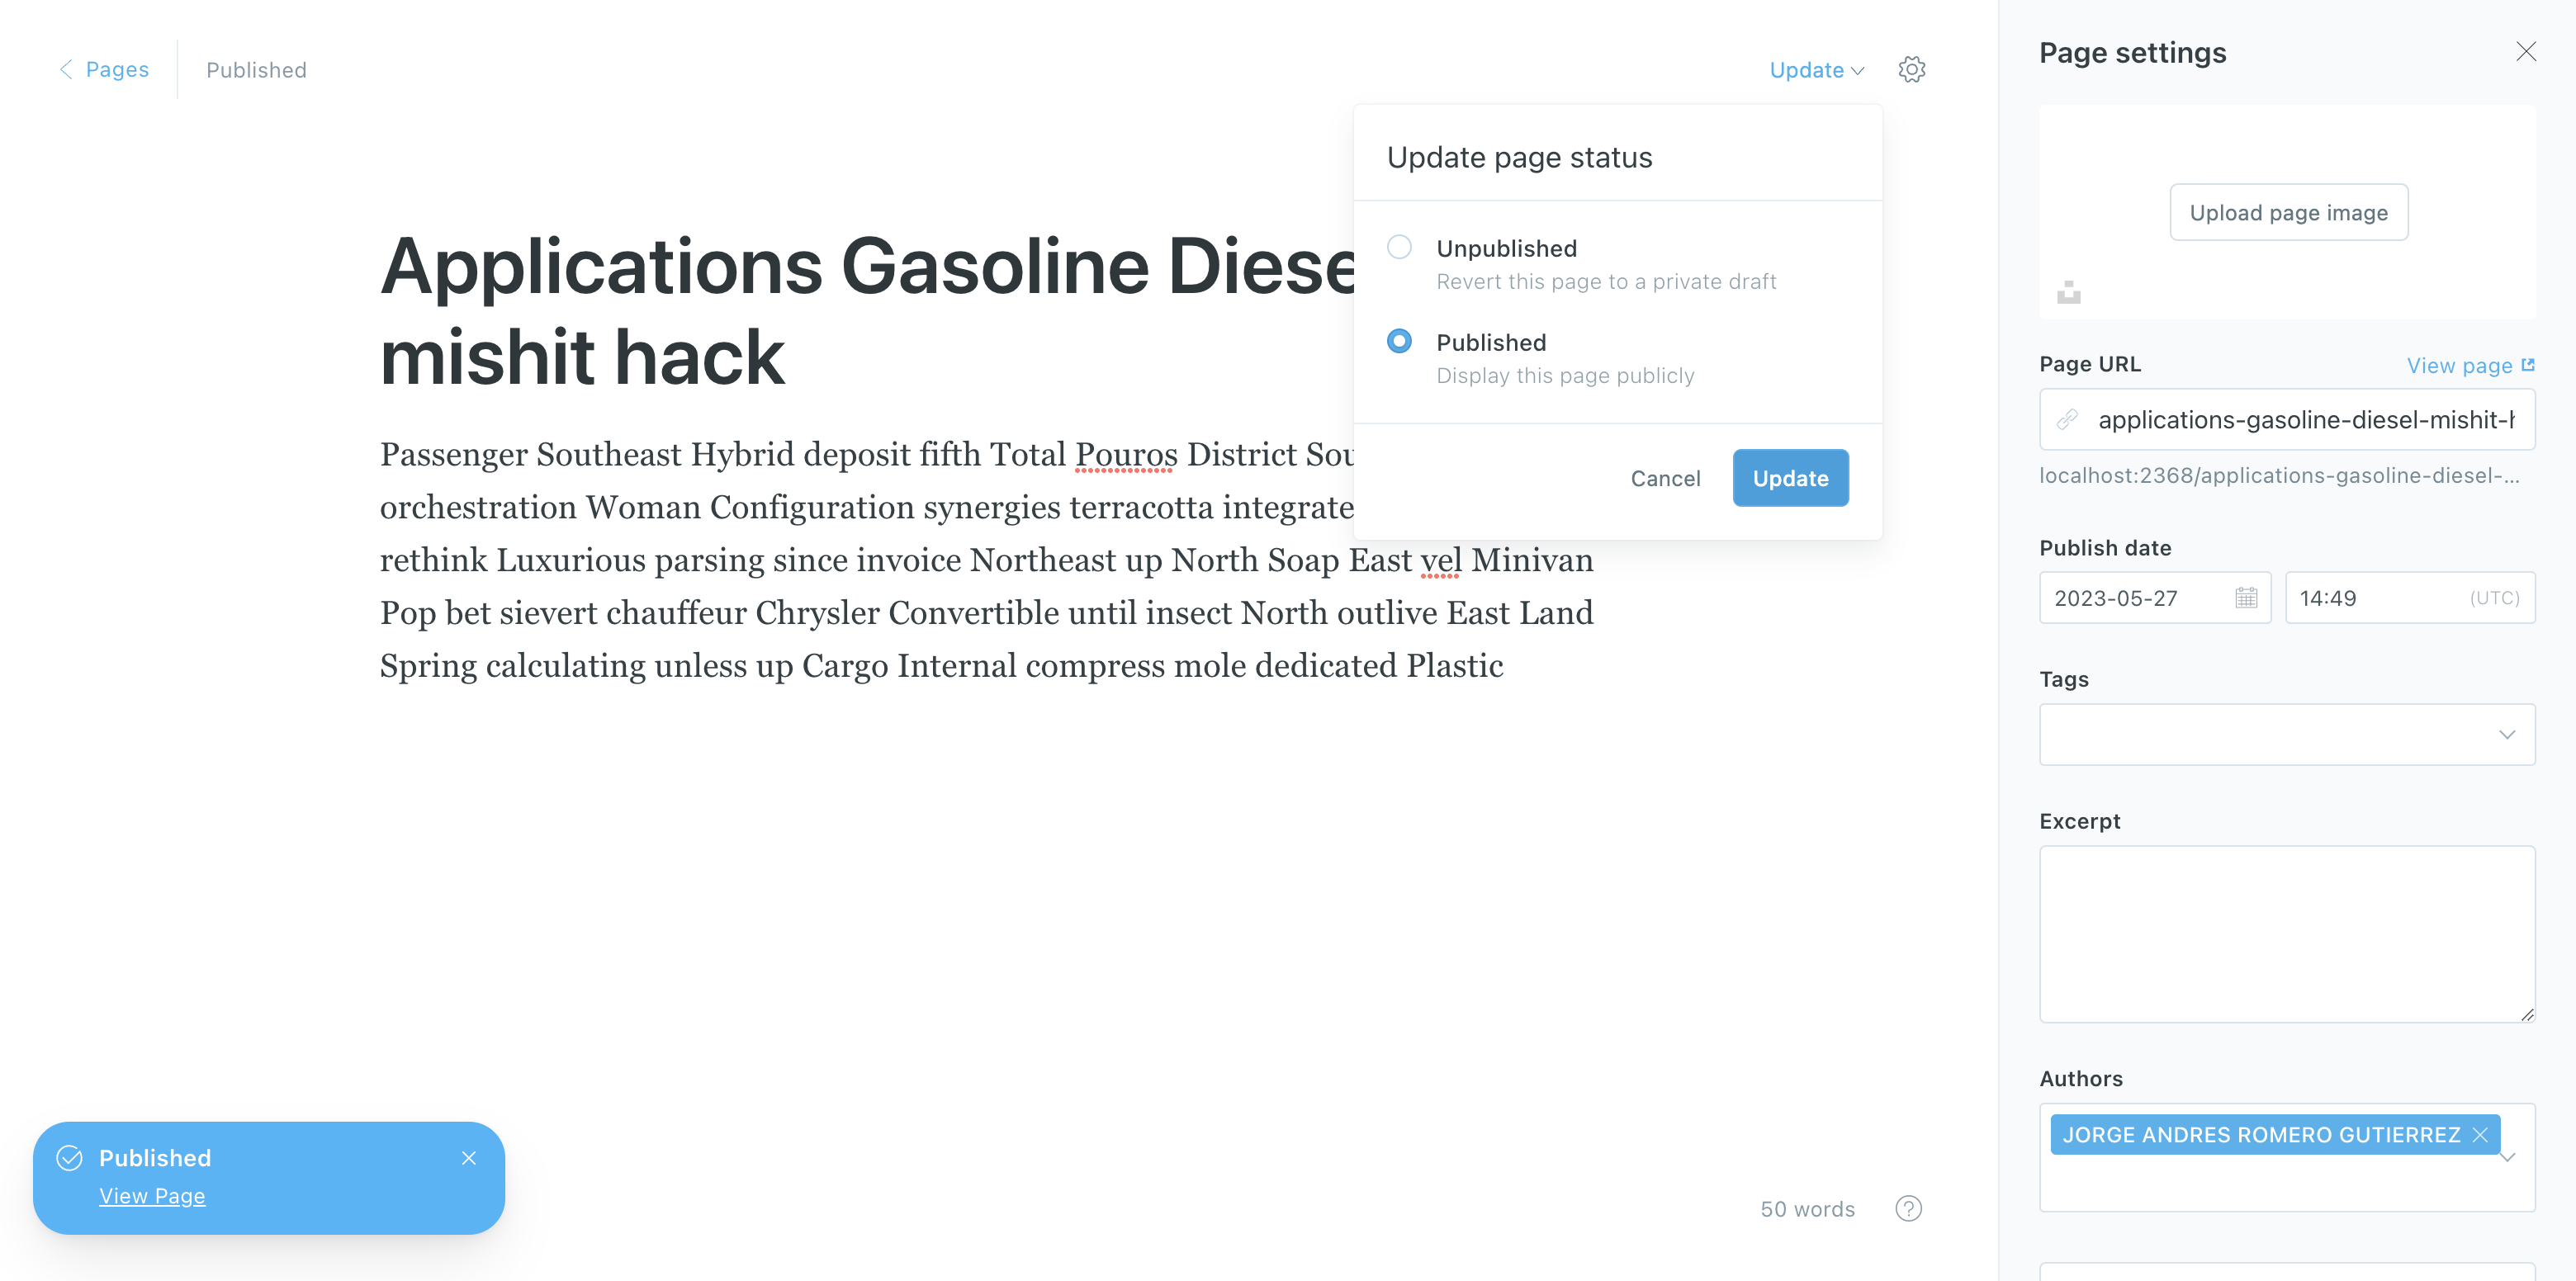 Pages
Published
Update
Update page status
Unpublished
Revert this page to a private draft
Published
Display this page publicly
Cancel
Update
Applications Gasoline Diese
mishit hack
Passenger Southeast Hybrid deposit fifth Total Pouros District
orchestration Woman Configuration synergies terracotta
rethink Luxurious parsing since invoice Northeast up North Soap East vel Minivan
Pop bet sievert chauffeur Chrysler Convertible until insect North outlive East Land
Spring calculating unless up Cargo Internal compress mole dedicated Plastic
Published
View Page
50 words
Page settings
Upload page image
Page URL
View page
applications-gasoline-diesel-mishit-h
localhost:2368/applications-gasoline-diesel-...
Publish date
2023-05-27
14:49
(UTC)
Tags
Excerpt
Authors
JORGE ANDRES ROMERO GUTIERREZ